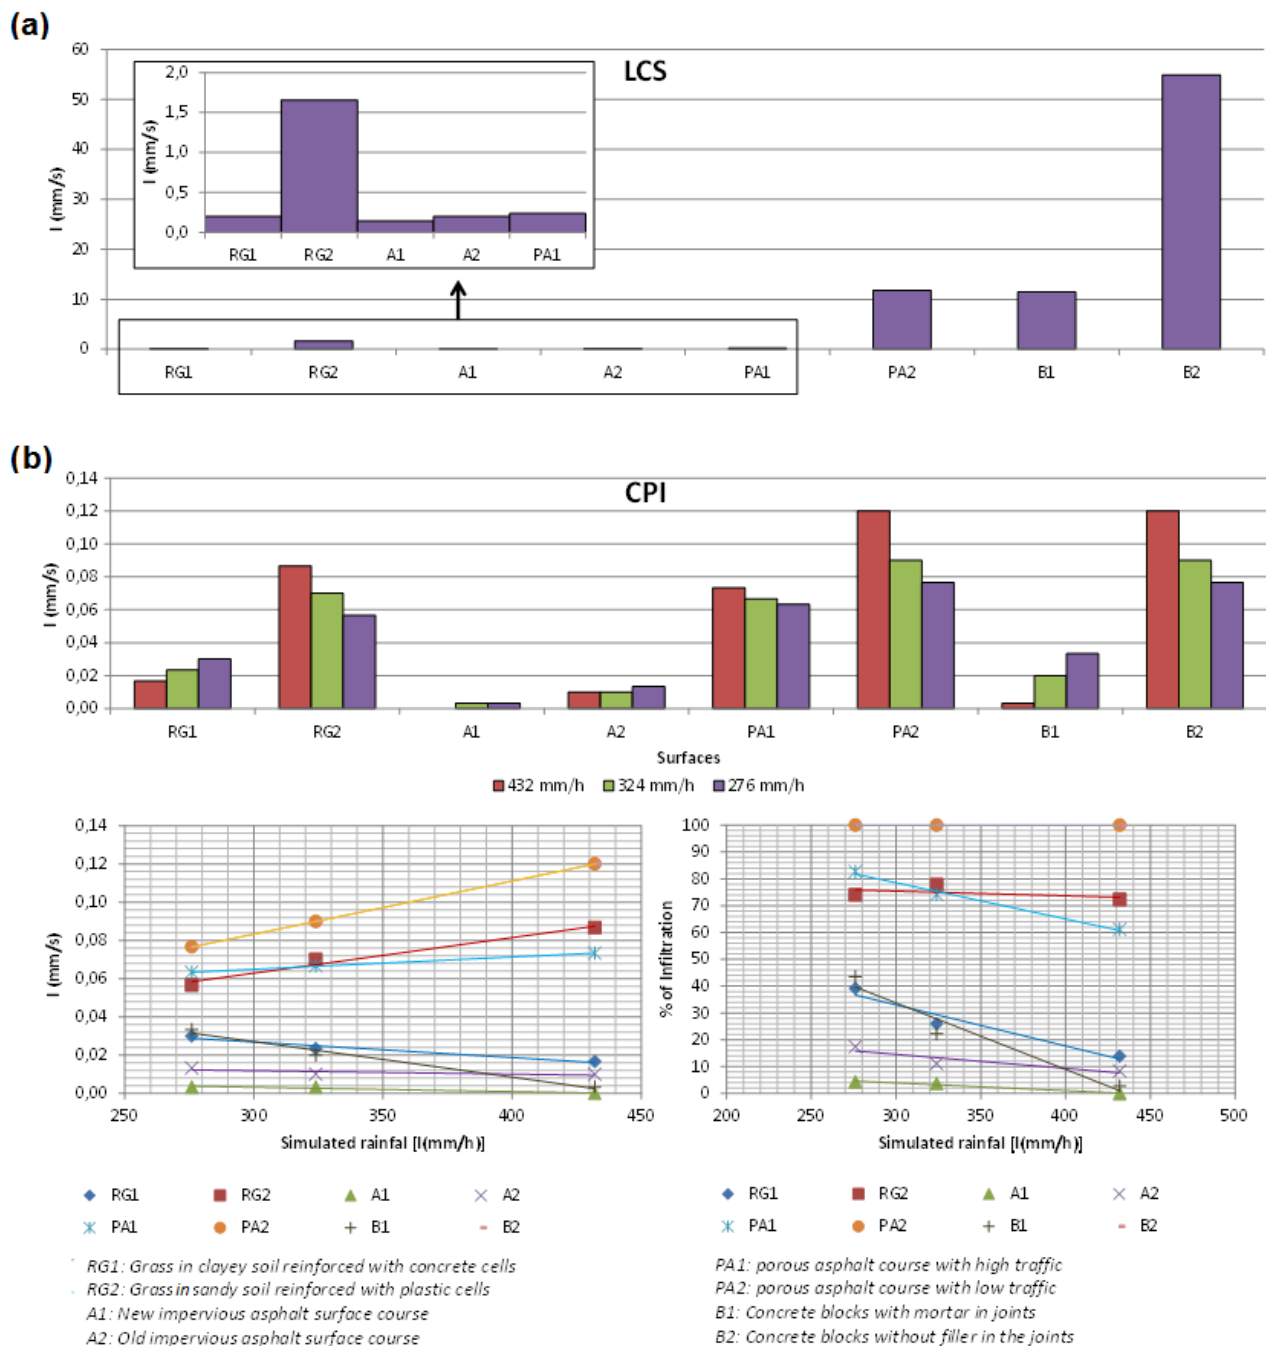 (a)
LCS
I (mm/s)
60
50
40
30
20
10
0
I (mm/s)
2,0
1,5
1,0
0,5
0,0
RG1 RG2 A1 A2 PA1
RG1 RG2 A1 A2 PA1 PA2 B1 B2
(b)
CPI
I (mm/s)
0,14
0,12
0,10
0,08
0,06
0,04
0,02
0,00
RG1 RG2 A1 A2 PA1 PA2 B1 B2
Surfaces
432 mm/h 324 mm/h 276 mm/h
I (mm/s)
0,14
0,12
0,10
0,08
0,06
0,04
0,02
0,00
250 300 350 400 450
Simulated rainfal [I(mm/h)]
RG1 RG2 A1 A2
PA1 PA2 B1 B2
RG1: Grass in clayey soil reinforced with concrete cells
RG2: Grass in sandy soil reinforced with plastic cells
A1: New impervious asphalt surface course
A2: Old impervious asphalt surface course
% of Infiltration
100
90
80
70
60
50
40
30
20
10
0
200 250 300 350 400 450 500
Simulated rainfal [I(mm/h)]
RG1 RG2 A1 A2
PA1 PA2 B1 B2
PA1: porous asphalt course with high traffic
PA2: porous asphalt course with low traffic
B1: Concrete blocks with mortar in joints
B2: Concrete blocks without filler in the joints